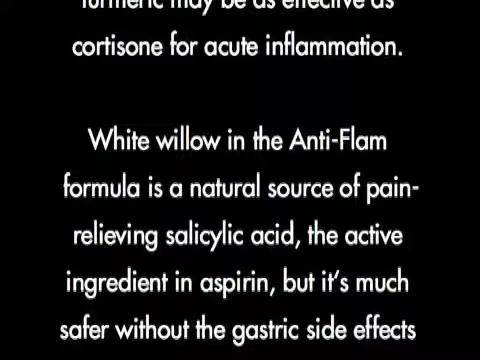 turmeric may be as effective as
cortisone for acute inflammation.
White willow in the Anti-Flam
formula is a natural source of pain-
relieving salicylic acid, the active
ingredient in aspirin, but it's much
safer without the gastric side effects